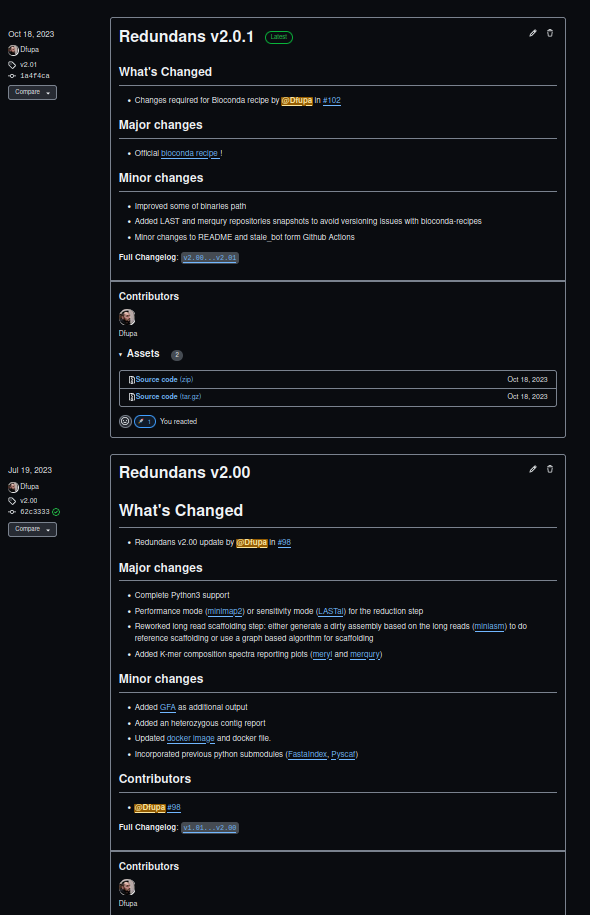 Oct 18, 2023
Dfupa
v2.01
1a4f4ca
Compare
Redundans v2.0.1 Latest
What's Changed
Changes required for Bioconda recipe by @Dfupa in #102
Major changes
Official bioconda recipe !
Minor changes
Improved some of binaries path
Added LAST and merqury repositories snapshots to avoid versioning issues with bioconda-recipes
Minor changes to README and stale_bot form Github Actions
Full Changelog: v2.00...v2.01
Contributors
Dfupa
Assets 2
Source code (zip) Oct 18, 2023
Source code (tar.gz) Oct 18, 2023
1 You reacted
Jul 19, 2023
Dfupa
v2.00
62c3333
Compare
Redundans v2.00
What's Changed
Redundans v2.00 update by @Dfupa in #98
Major changes
Complete Python3 support
Performance mode (minimap2) or sensitivity mode (LASTal) for the reduction step
Reworked long read scaffolding step: either generate a dirty assembly based on the long reads (miniasm) to do
reference scaffolding or use a graph based algorithm for scaffolding
Added K-mer composition spectra reporting plots (meryl and merqury)
Minor changes
Added GFA as additional output
Added an heterozygous contig report
Updated docker image and docker file.
Incorporated previous python submodules (FastaIndex, Pyscaf)
Contributors
@Dfupa #98
Full Changelog: v1.01...v2.00
Contributors
Dfupa